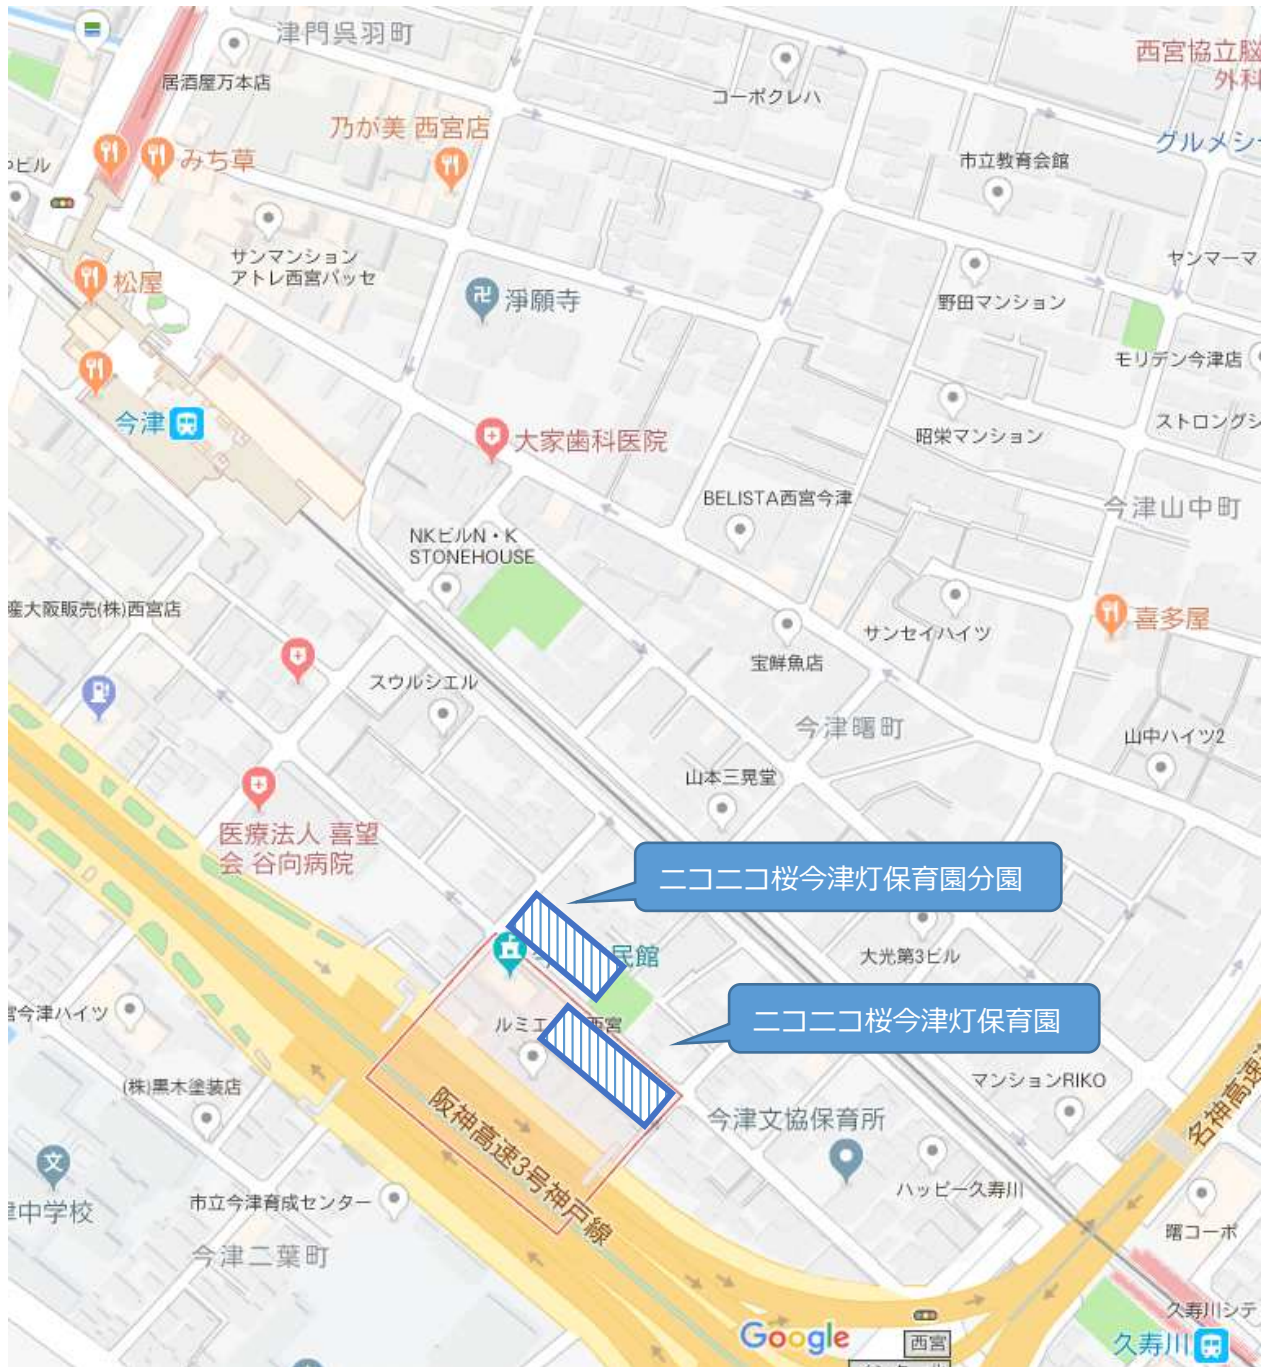 津門呉羽町
西宮協立脳
外科
居酒屋万本店
コーポクレハ
乃が美 西宮店
グルメシ
みち草
市立教育会館
ビル
サンマンション
アトレ西宮パッセ
ヤンマーマ
松屋
卍
淨願寺
野田マンション
モリデン今津店
今津
大家歯科医院
昭栄マンション
ストロングシ
BELISTA西宮今津
今津山中町
NKビルN・K
STONEHOUSE
産大阪販売(株)西宮店
サンセイハイツ
喜多屋
宝鮮魚店
スウルシエル
今津曙町
山中ハイツ2
山本三晃堂
医療法人 喜望
会 谷向病院
ニコニコ桜今津灯保育園分園
民館
大光第3ビル
宮今津ハイツ
ルミエ
西宮
ニコニコ桜今津灯保育園
(株)黒木塗装店
マンションRIKO
阪神高速3号神戸線
今津文協保育所
名神高速
文
津中学校
市立今津育成センター
ハッピー久寿川
今津二葉町
曙コーポ
久寿川シテ
Google
西宮
久寿川